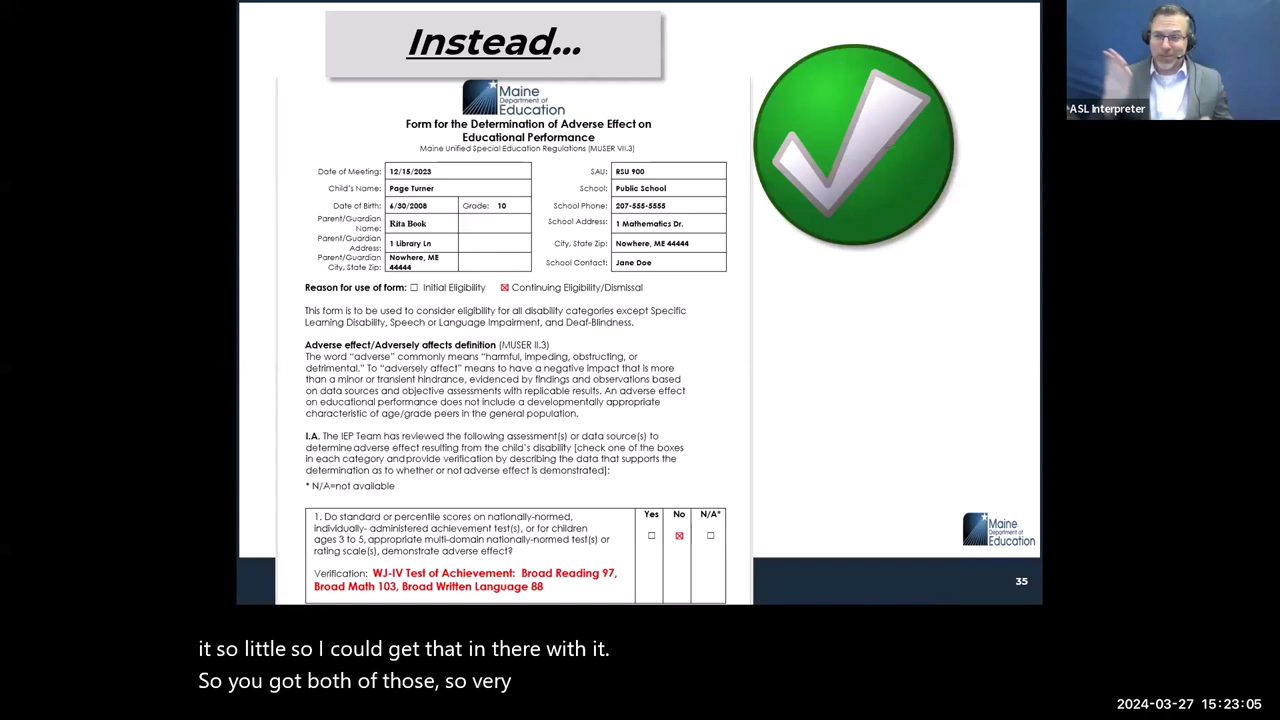 Instead...
Maine
Department of
Education
Form for the Determination of Adverse Effect on
Educational Performance
Maine Unified Special Education Regulations (MUSER VII.3)
Date of Meeting: 12/15/2023 SAU: RSU 900
Child's Name: Page Turner School: Public School
Date of Birth: 6/30/2008 Grade: 10 School Phone: 207-555-5555
Parent/Guardian Name: Rita Book School Address: 1 Mathematics Dr.
Parent/Guardian Address: 1 Library Ln City, State Zip: Nowhere, ME 44444
Parent/Guardian City, State Zip: Nowhere, ME 44444 School Contact: Jane Doe
Reason for use of form: ☐ Initial Eligibility ☒ Continuing Eligibility/Dismissal
This form is to be used to consider eligibility for all disability categories except Specific
Learning Disability, Speech or Language Impairment, and Deaf-Blindness.
Adverse effect/Adversely affects definition (MUSER II.3)
The word "adverse" commonly means "harmful, impeding, obstructing, or
detrimental." To "adversely affect" means to have a negative impact that is more
than a minor or transient hindrance, evidenced by findings and observations based
on data sources and objective assessments with replicable results. An adverse effect
on educational performance does not include a developmentally appropriate
characteristic of age/grade peers in the general population.
I.A. The IEP Team has reviewed the following assessment(s) or data source(s) to
determine adverse effect resulting from the child's disability [check one of the boxes
in each category and provide verification by describing the data that supports the
determination as to whether or not adverse effect is demonstrated]:
* N/A=not available
Yes No N/A*
1. Do standard or percentile scores on nationally-normed,
individually- administered achievement test(s), or for children
ages 3 to 5, appropriate multi-domain nationally-normed test(s) or
rating scale(s), demonstrate adverse effect?
☐ ☒ ☐
Verification: WJ-IV Test of Achievement: Broad Reading 97,
Broad Math 103, Broad Written Language 88
Maine
Department of
Education
35
ASL Interpreter
it so little so I could get that in there with it.
So you got both of those, so very
2024-03-27 15:23:05